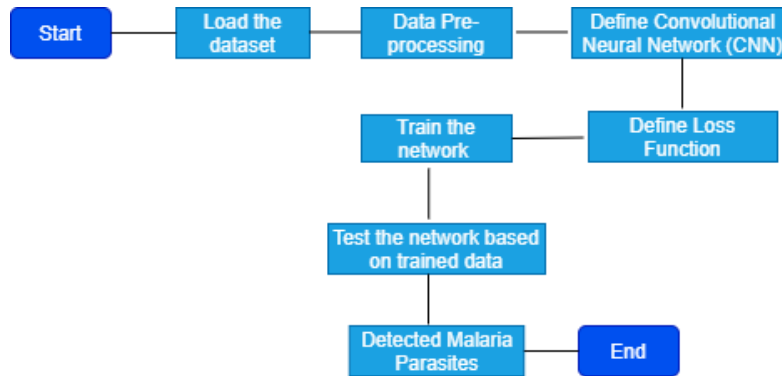 Start
Load the
dataset
Data Pre-
processing
Define Convolutional
Neural Network (CNN)
Define Loss
Function
Train the
network
Test the network based
on trained data
Detected Malaria
Parasites
End